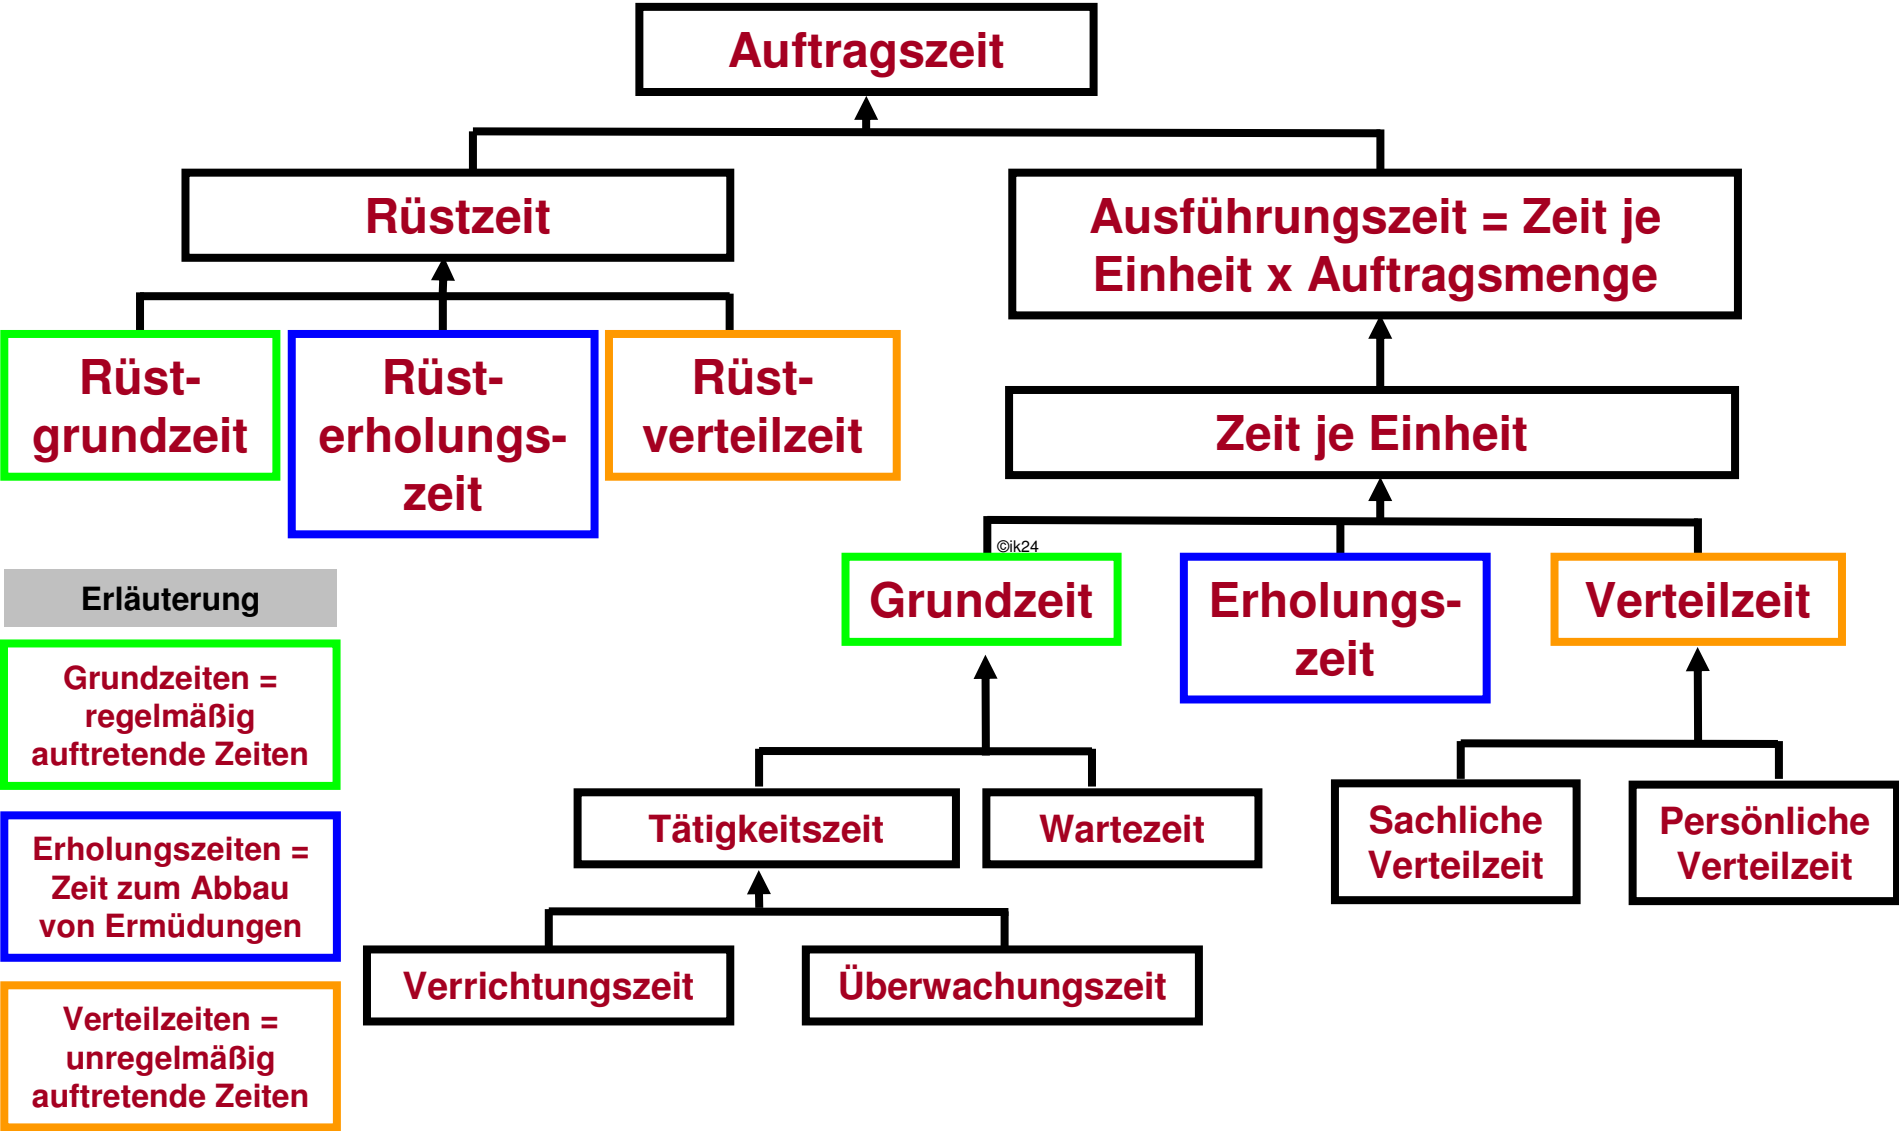 Auftragszeit
Rüstzeit
Ausführungszeit = Zeit je
Einheit x Auftragsmenge
Rüst-
grundzeit
Rüst-
erholungs-
zeit
Rüst-
verteilzeit
Zeit je Einheit
©ik24
Grundzeit
Erholungs-
zeit
Verteilzeit
Erläuterung
Grundzeiten =
regelmäßig
auftretende Zeiten
Erholungszeiten =
Zeit zum Abbau
von Ermüdungen
Verteilzeiten =
unregelmäßig
auftretende Zeiten
Tätigkeitszeit
Wartezeit
Sachliche
Verteilzeit
Persönliche
Verteilzeit
Verrichtungszeit
Überwachungszeit